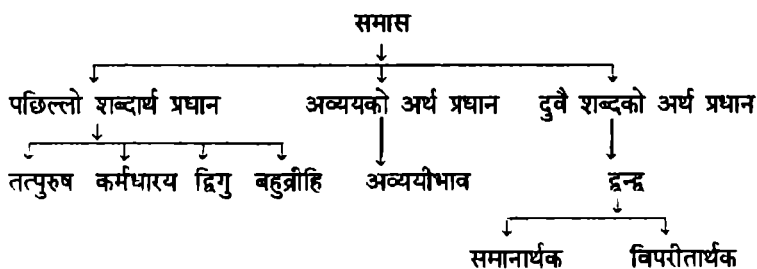 समास
पछिल्लो शब्दार्थ प्रधान अव्ययको अर्थ प्रधान दुवै शब्दको अर्थ प्रधान
तत्पुरुष कर्मधारय द्विगु बहुव्रीहि अव्ययीभाव द्वन्द्व
समानार्थक विपरीतार्थक